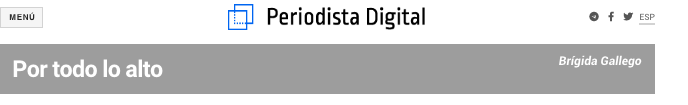 MENÚ
Periodista Digital
ESP
Por todo lo alto
Brígida Gallego